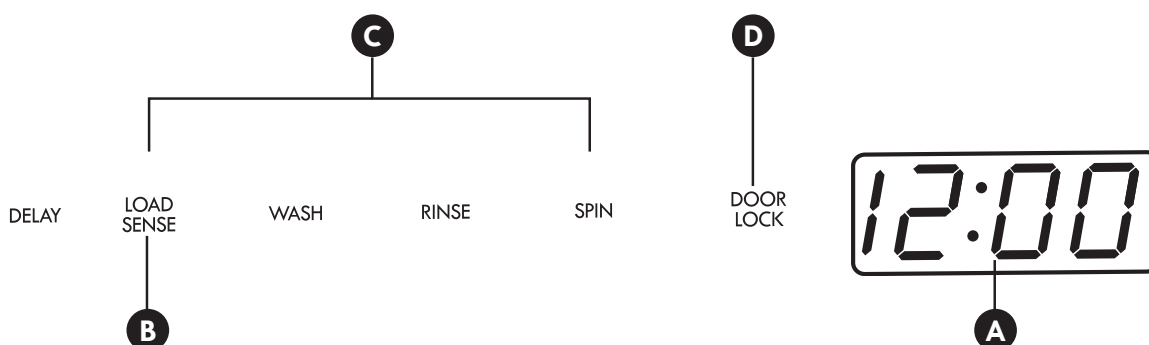 C
D
DELAY
LOAD
SENSE
WASH
RINSE
SPIN
DOOR
LOCK
12:00
B
A